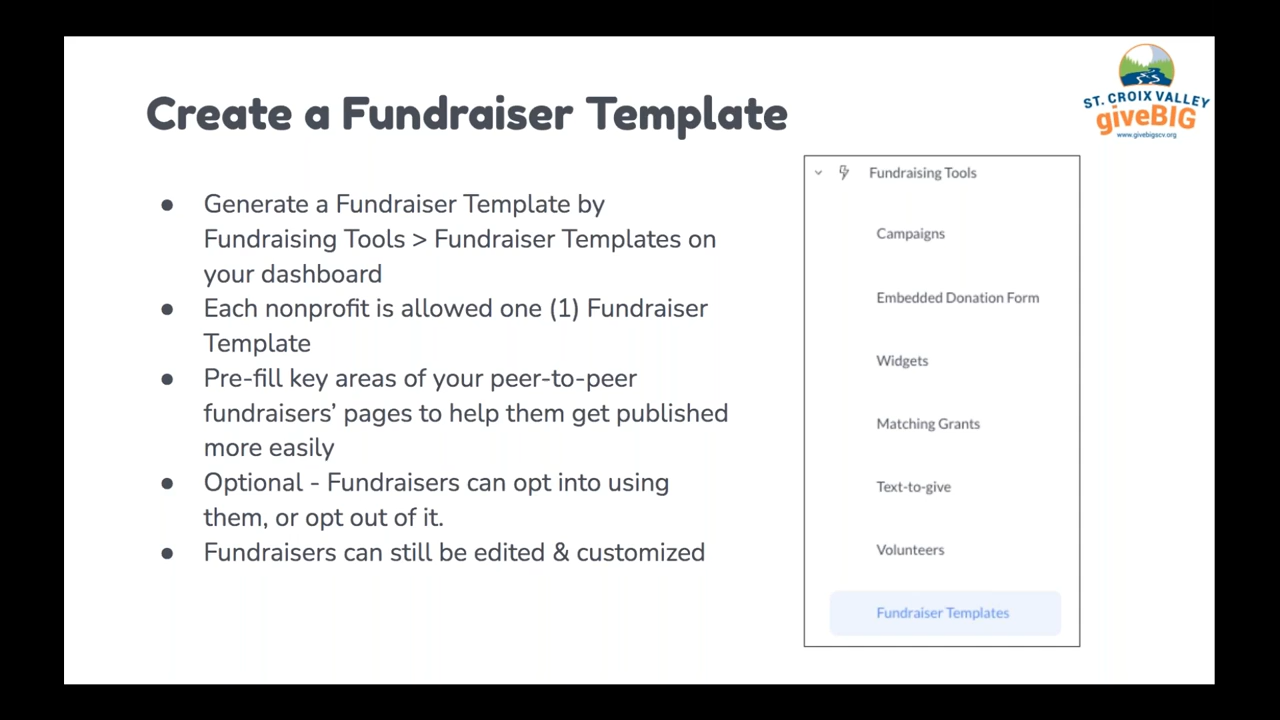 Create a Fundraiser Template
ST. CROIX VALLEY
giveBIG
www.givebigscv.org
● Generate a Fundraiser Template by
Fundraising Tools > Fundraiser Templates on
your dashboard
● Each nonprofit is allowed one (1) Fundraiser
Template
● Pre-fill key areas of your peer-to-peer
fundraisers’ pages to help them get published
more easily
● Optional - Fundraisers can opt into using
them, or opt out of it.
● Fundraisers can still be edited & customized
Fundraising Tools
Campaigns
Embedded Donation Form
Widgets
Matching Grants
Text-to-give
Volunteers
Fundraiser Templates